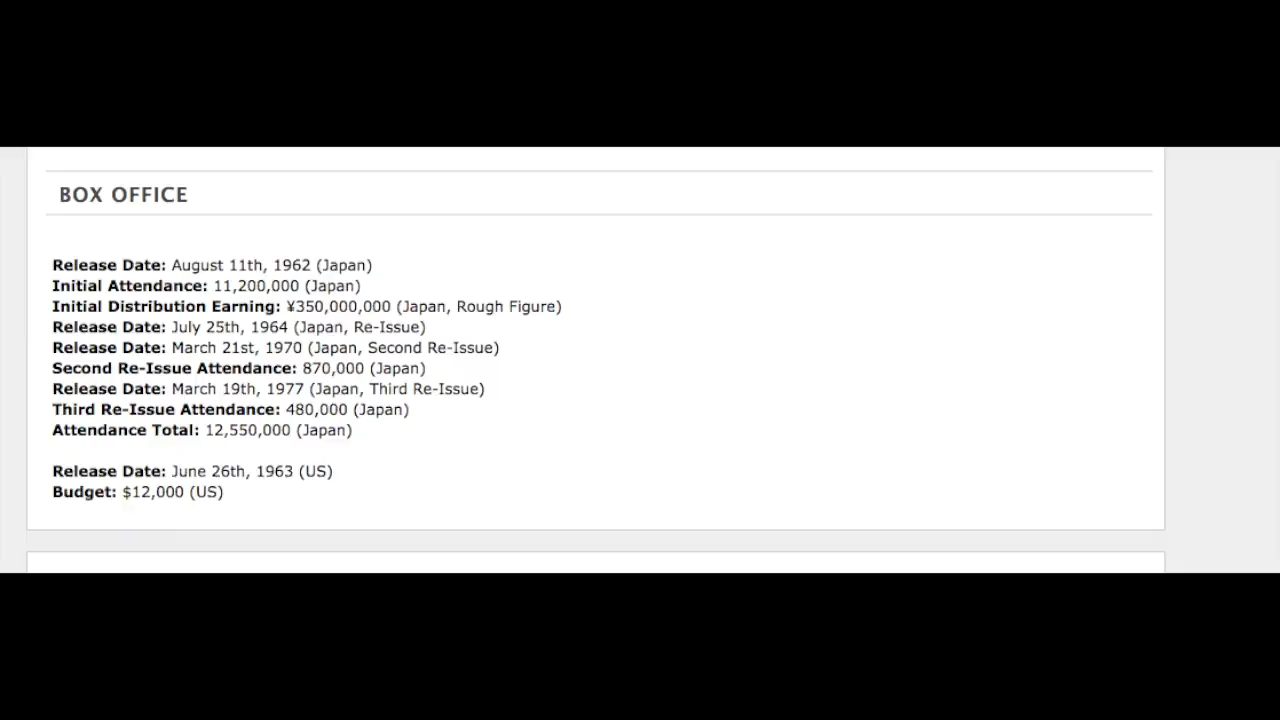 BOX OFFICE
Release Date: August 11th, 1962 (Japan)
Initial Attendance: 11,200,000 (Japan)
Initial Distribution Earning: ¥350,000,000 (Japan, Rough Figure)
Release Date: July 25th, 1964 (Japan, Re-Issue)
Release Date: March 21st, 1970 (Japan, Second Re-Issue)
Second Re-Issue Attendance: 870,000 (Japan)
Release Date: March 19th, 1977 (Japan, Third Re-Issue)
Third Re-Issue Attendance: 480,000 (Japan)
Attendance Total: 12,550,000 (Japan)
Release Date: June 26th, 1963 (US)
Budget: $12,000 (US)